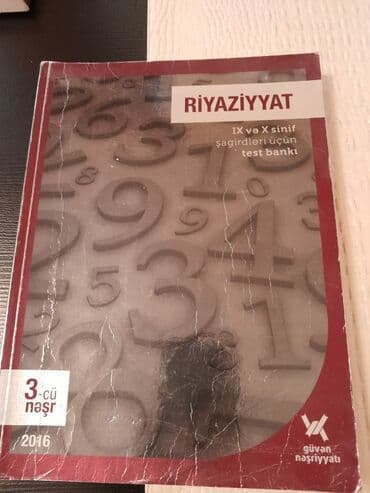 RİYAZİYYAT
IX və X sinif
şagirdləri üçün
test bankı
3-cü
nəşr
2016
güvən
nəşriyyatı